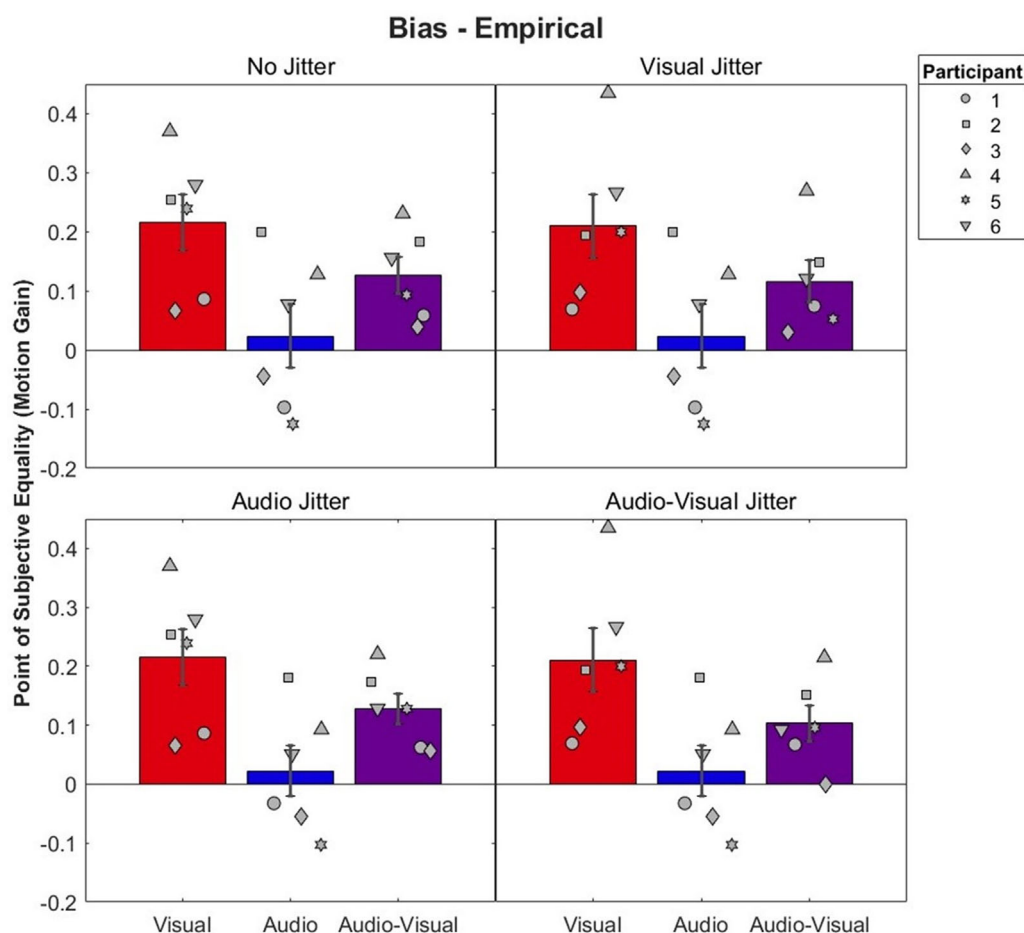 Bias - Empirical
No Jitter
Visual Jitter
Participant
1
2
3
4
5
6
Point of Subjective Equality (Motion Gain)
0.4
0.3
0.2
0.1
0
-0.1
-0.2
Audio Jitter
Audio-Visual Jitter
0.4
0.3
0.2
0.1
0
-0.1
-0.2
Visual Audio Audio-Visual
Visual Audio Audio-Visual